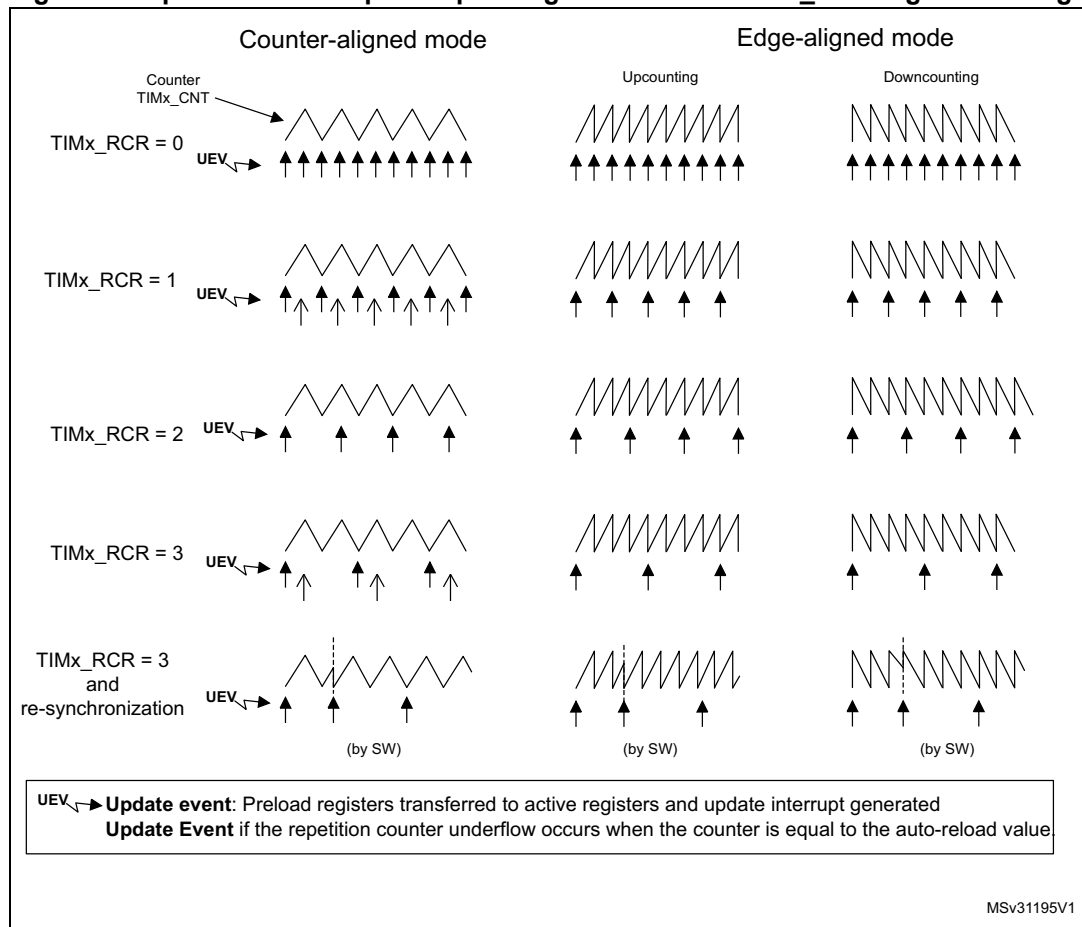 Counter-aligned mode
Edge-aligned mode
Counter
TIMx_CNT
Upcounting
Downcounting
TIMx_RCR = 0
UEV
TIMx_RCR = 1
UEV
TIMx_RCR = 2
UEV
TIMx_RCR = 3
UEV
TIMx_RCR = 3
and
re-synchronization
UEV
(by SW)
(by SW)
(by SW)
UEV Update event: Preload registers transferred to active registers and update interrupt generated
Update Event if the repetition counter underflow occurs when the counter is equal to the auto-reload value.
MSv31195V1